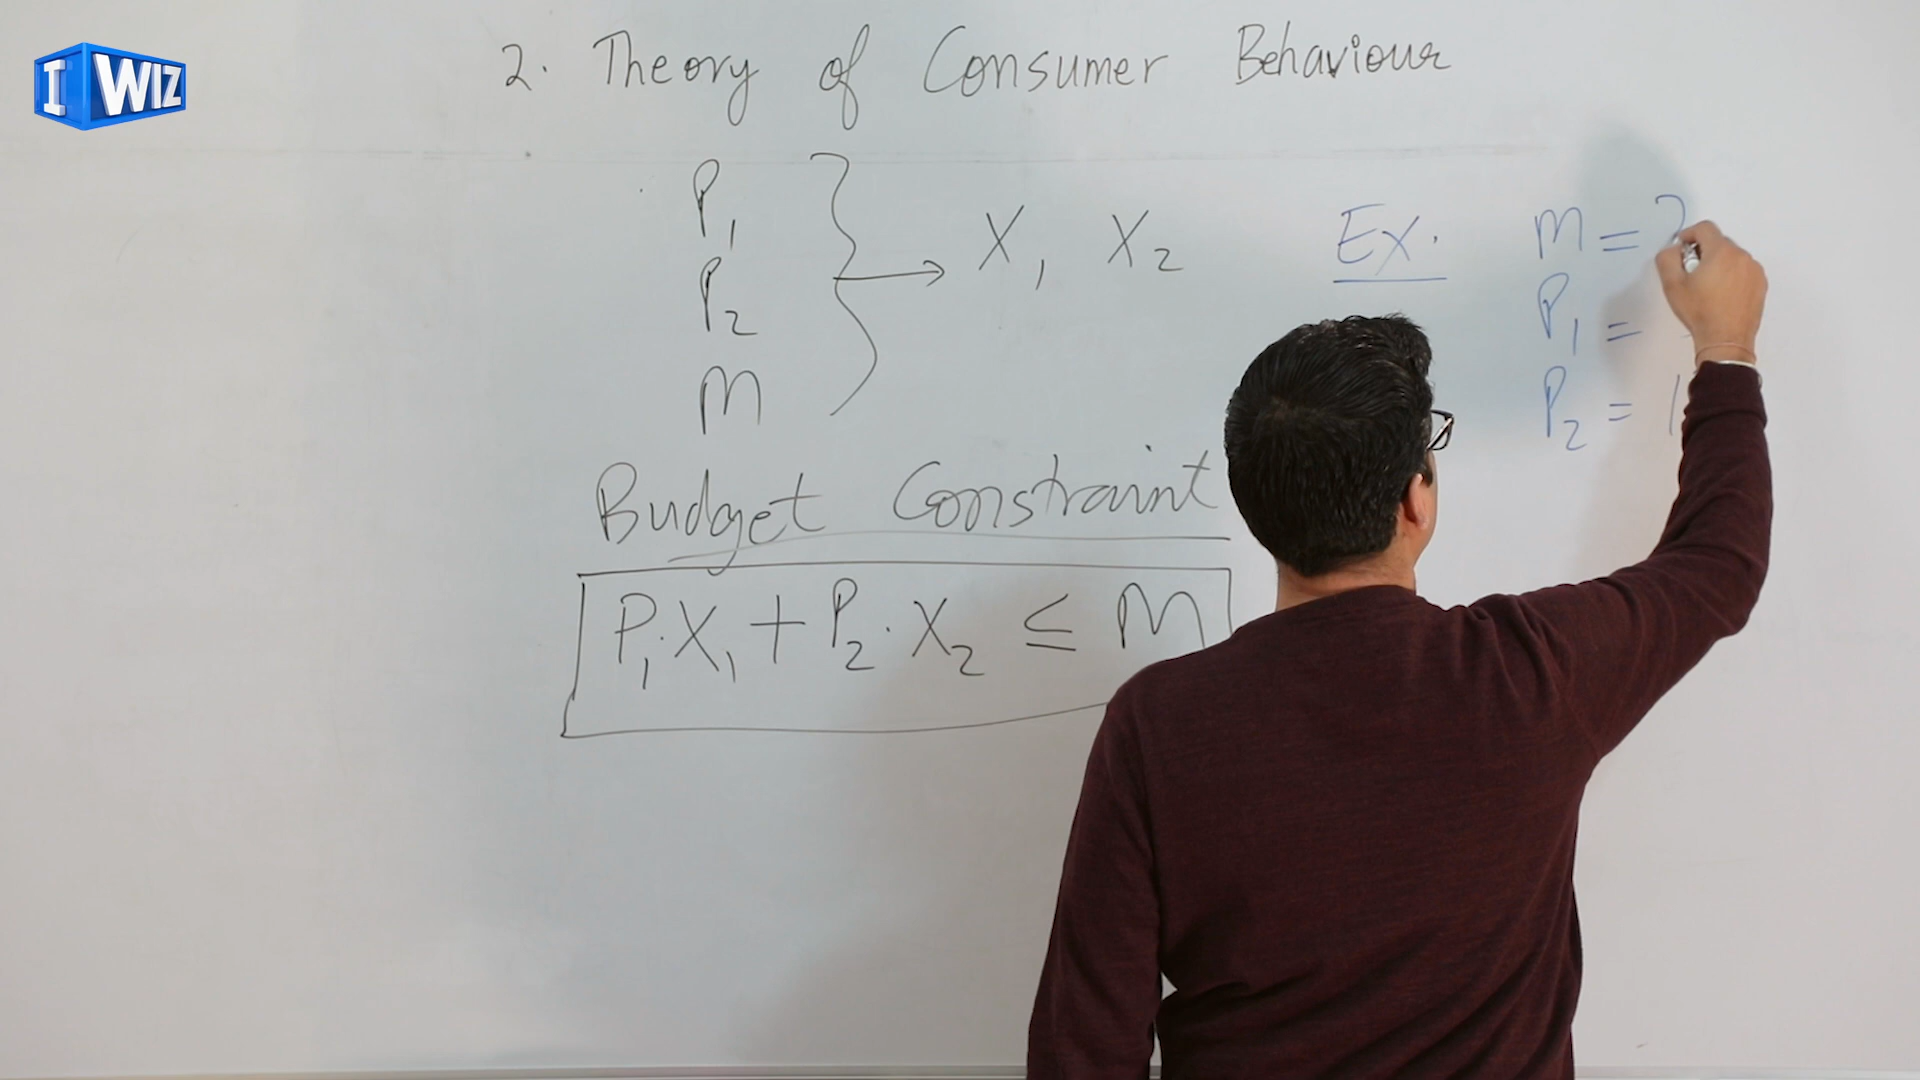 I WIZ
2. Theory of Consumer Behaviour
P1
P2
M
X1 X2
Budget Constraint
P1·X1 + P2·X2 ≤ M
Ex.
M =
P1 =
P2 = 1